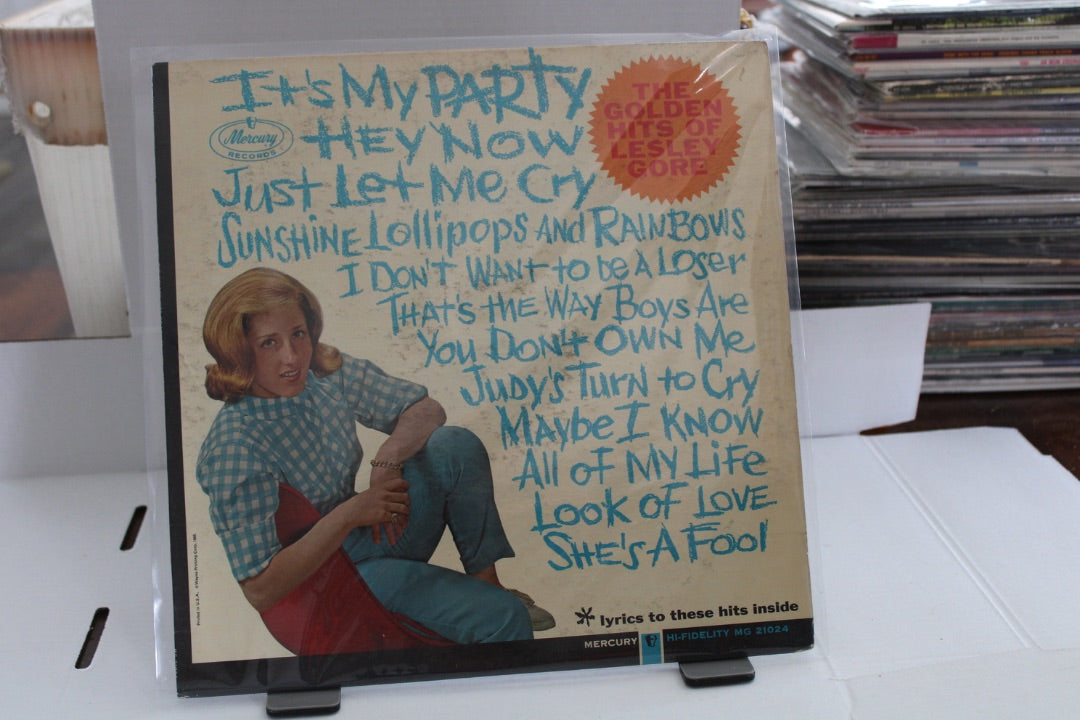 It's My PARTY
HEY NOW
Just Let Me Cry
SUNSHINE Lollipops AND RAINBOWS
I DON'T WANT to be A Loser
THAT'S tHE WAY Boys Are
You DON't OWN Me
JUDY'S TURN to Cry
Maybe I KNOW
All of MY LiFe
Look of LOVE
SHE'S A Fool
THE
GOLDEN
HITS OF
LESLEY
GORE
Mercury
RECORDS
* lyrics to these hits inside
MERCURY HI-FIDELITY MG 21024
Printed in U.S.A.